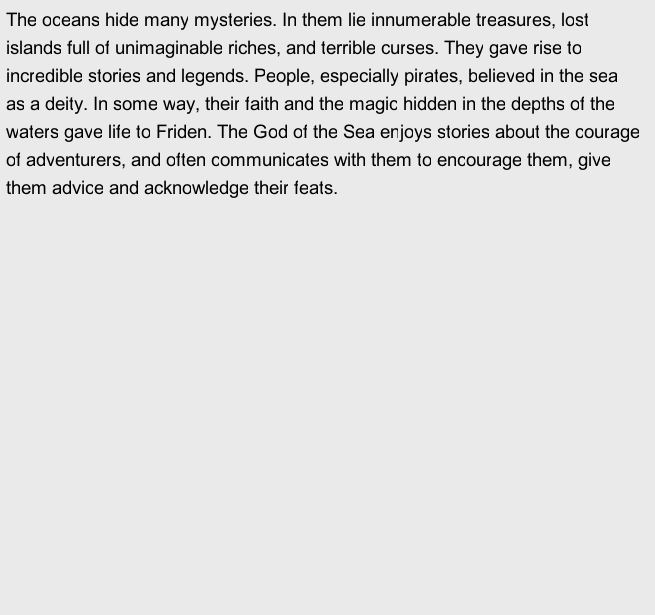 The oceans hide many mysteries. In them lie innumerable treasures, lost
islands full of unimaginable riches, and terrible curses. They gave rise to
incredible stories and legends. People, especially pirates, believed in the sea
as a deity. In some way, their faith and the magic hidden in the depths of the
waters gave life to Friden. The God of the Sea enjoys stories about the courage
of adventurers, and often communicates with them to encourage them, give
them advice and acknowledge their feats.